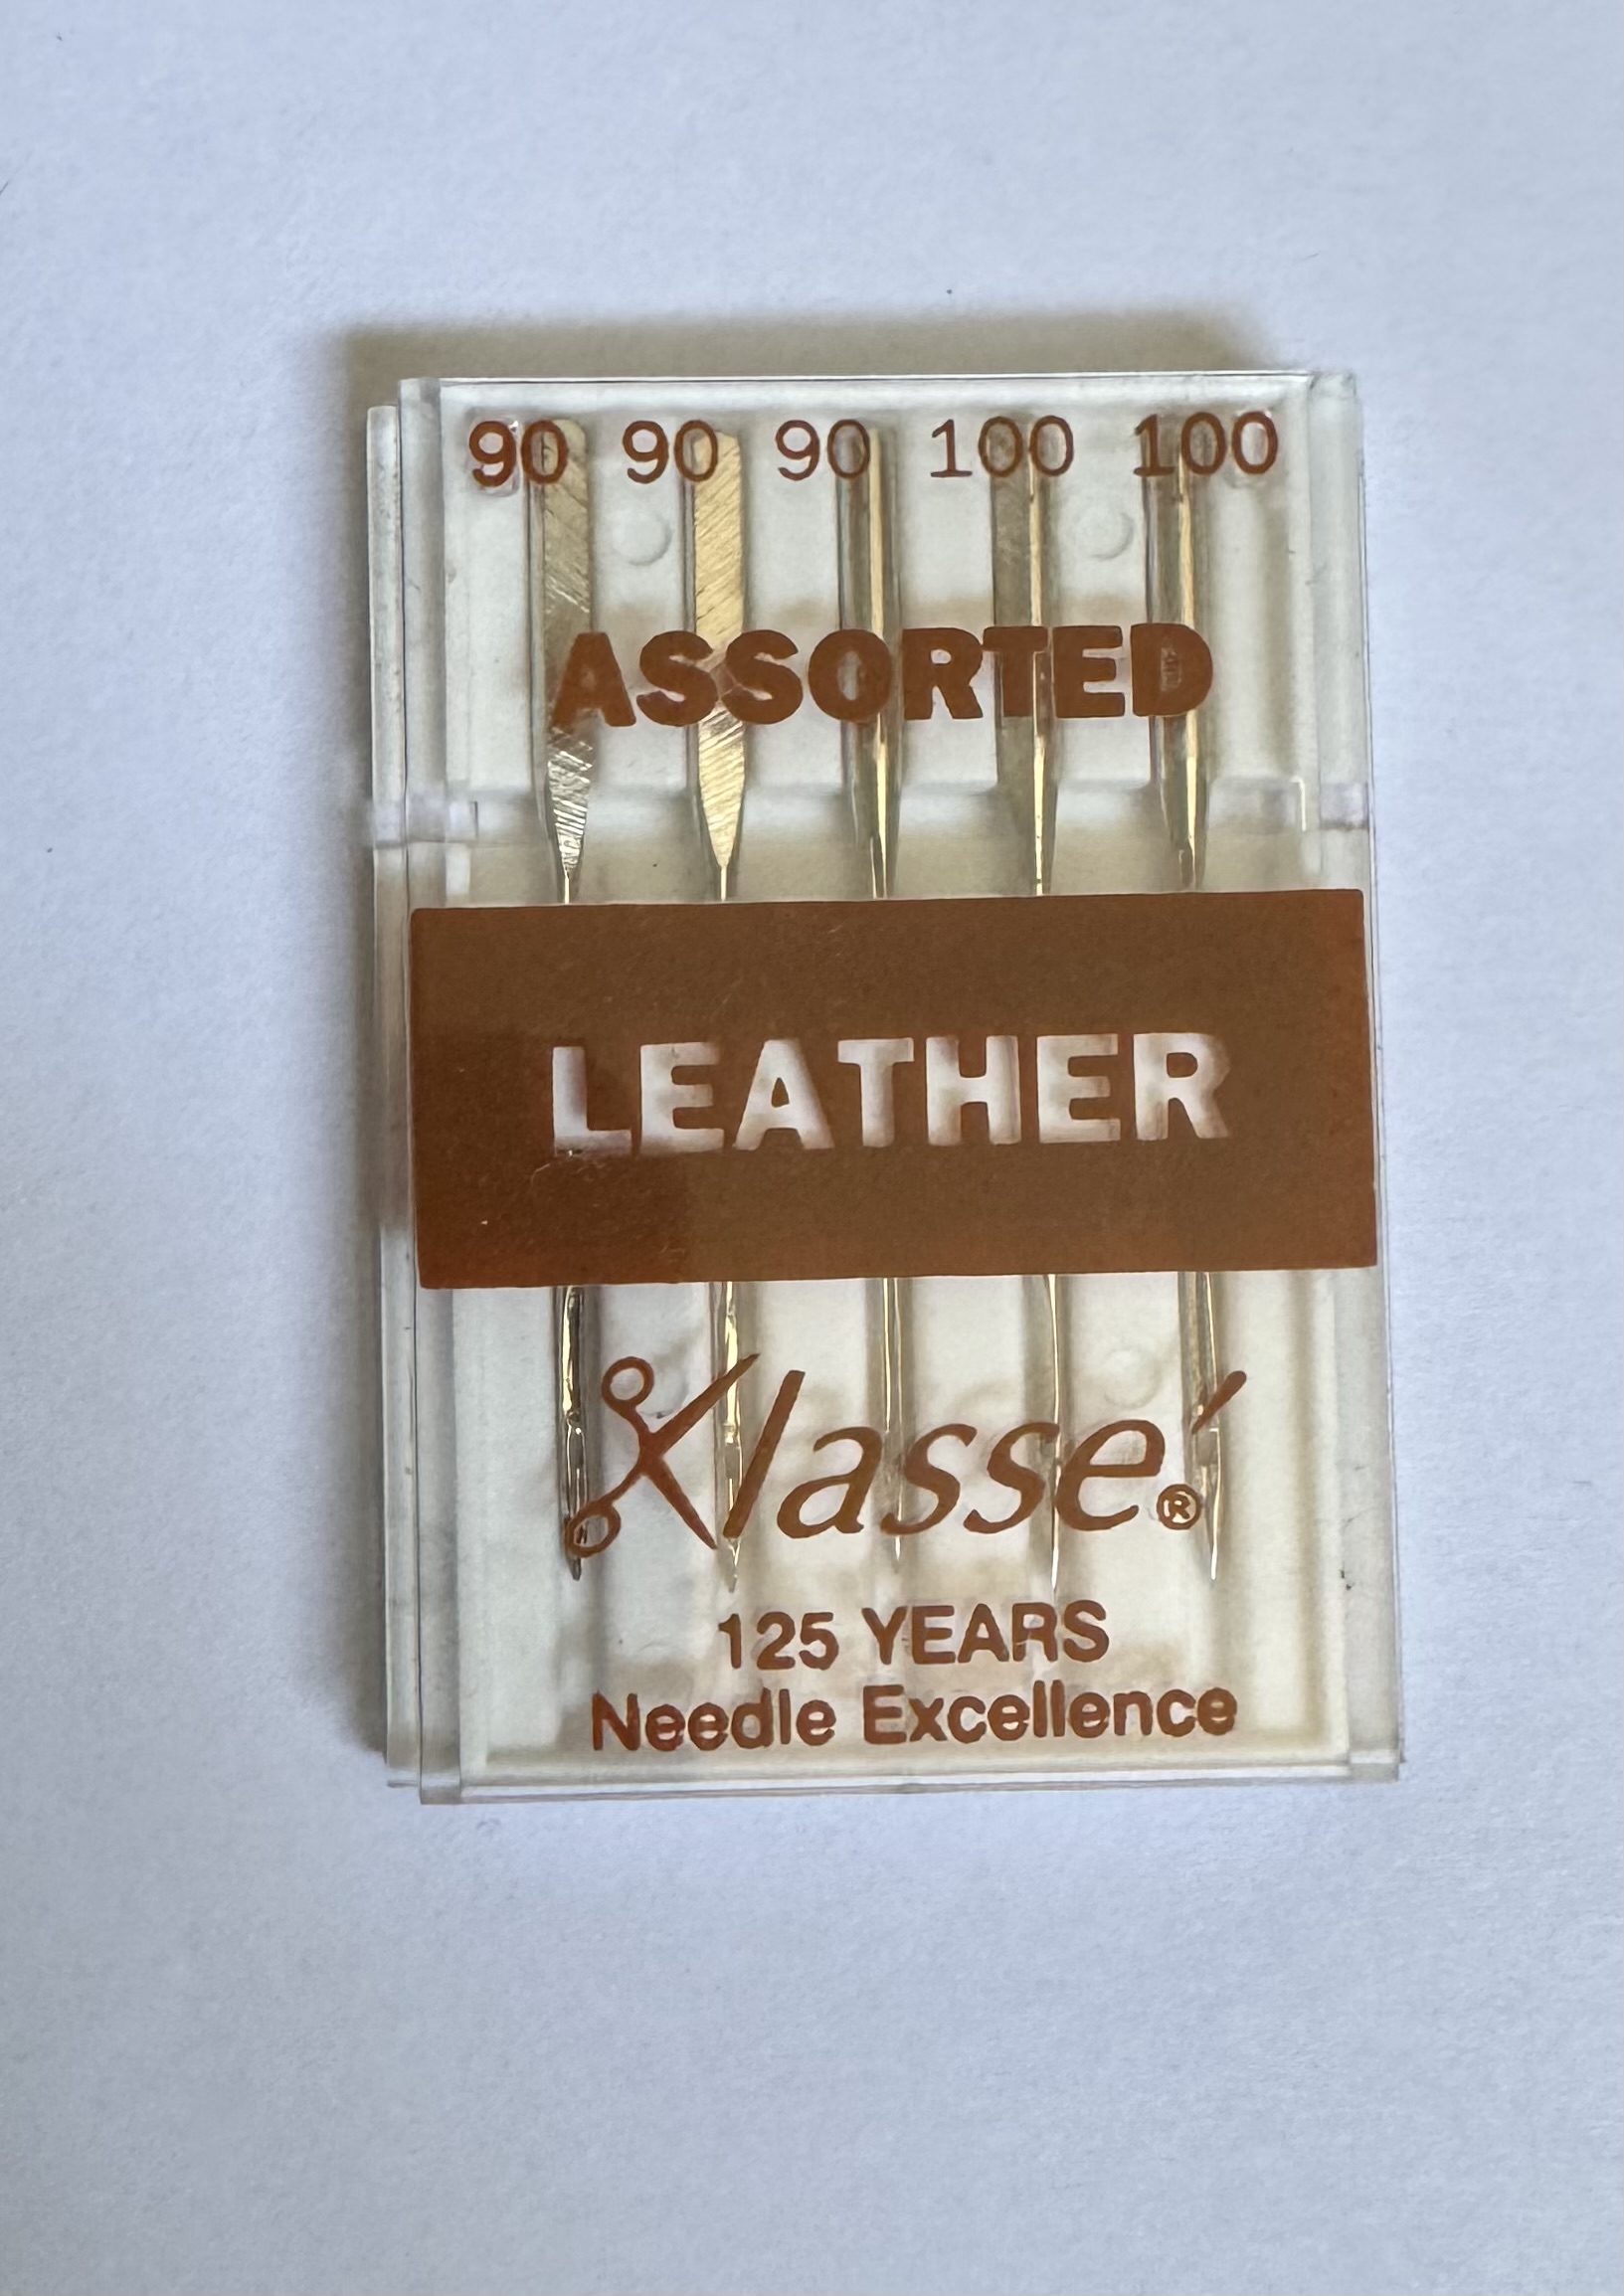 90 90 90 100 100
ASSORTED
LEATHER
Klassé®
125 YEARS
Needle Excellence